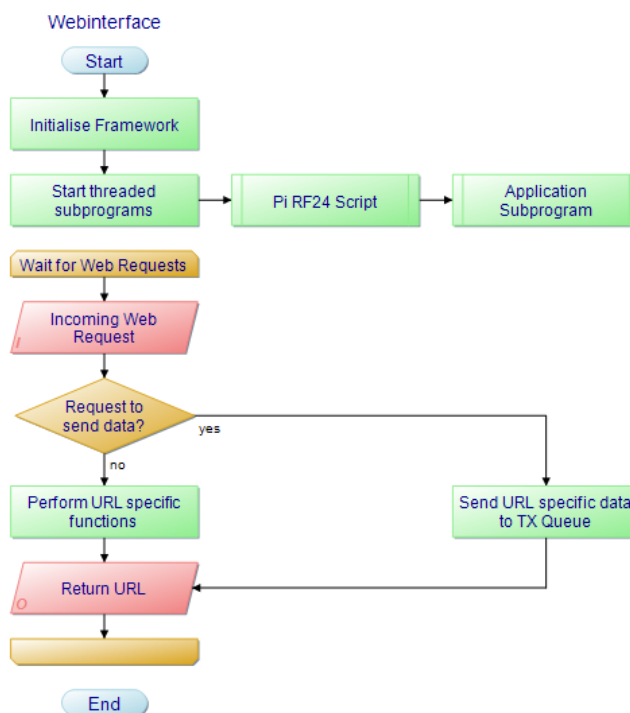 Webinterface
Start
Initialise Framework
Start threaded
subprograms
Pi RF24 Script
Application
Subprogram
Wait for Web Requests
Incoming Web
Request
I
Request to
send data?
yes
no
Perform URL specific
functions
Send URL specific data
to TX Queue
Return URL
O
End